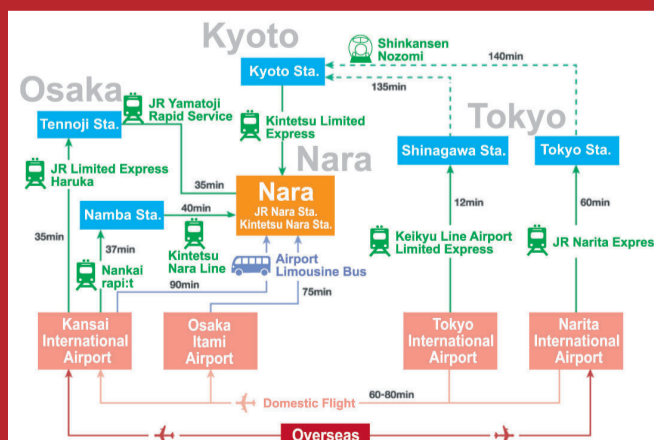 Kyoto
Shinkansen
Nozomi
140min
Kyoto Sta.
135min
Osaka
JR Yamatoji
Rapid Service
Tennoji Sta.
Kintetsu Limited
Express
Tokyo
Nara
Shinagawa Sta.
Tokyo Sta.
JR Limited Express
Haruka
35min
Nara
JR Nara Sta.
Kintetsu Nara Sta.
Namba Sta.
40min
12min
60min
35min
37min
Kintetsu
Nara Line
Airport
Limousine Bus
Keikyu Line Airport
Limited Express
JR Narita Expres
Nankai
rapi:t
90min
75min
Kansai
International
Airport
Osaka
Itami
Airport
Tokyo
International
Airport
Narita
International
Airport
Domestic Flight
60-80min
Overseas